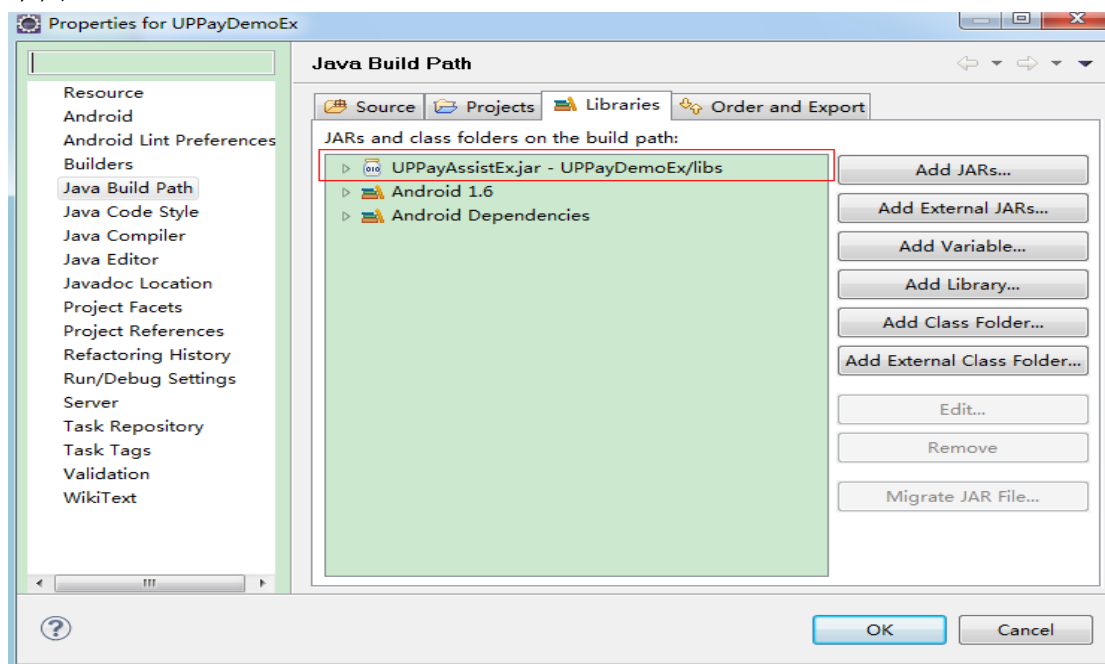 Properties for UPPayDemoEx
Java Build Path
Resource
Android
Android Lint Preferences
Builders
Java Build Path
Java Code Style
Java Compiler
Java Editor
Javadoc Location
Project Facets
Project References
Refactoring History
Run/Debug Settings
Server
Task Repository
Task Tags
Validation
WikiText
Source
Projects
Libraries
Order and Export
JARs and class folders on the build path:
UPPayAssistEx.jar - UPPayDemoEx/libs
Android 1.6
Android Dependencies
Add JARs...
Add External JARs...
Add Variable...
Add Library...
Add Class Folder...
Add External Class Folder...
Edit...
Remove
Migrate JAR File...
OK
Cancel